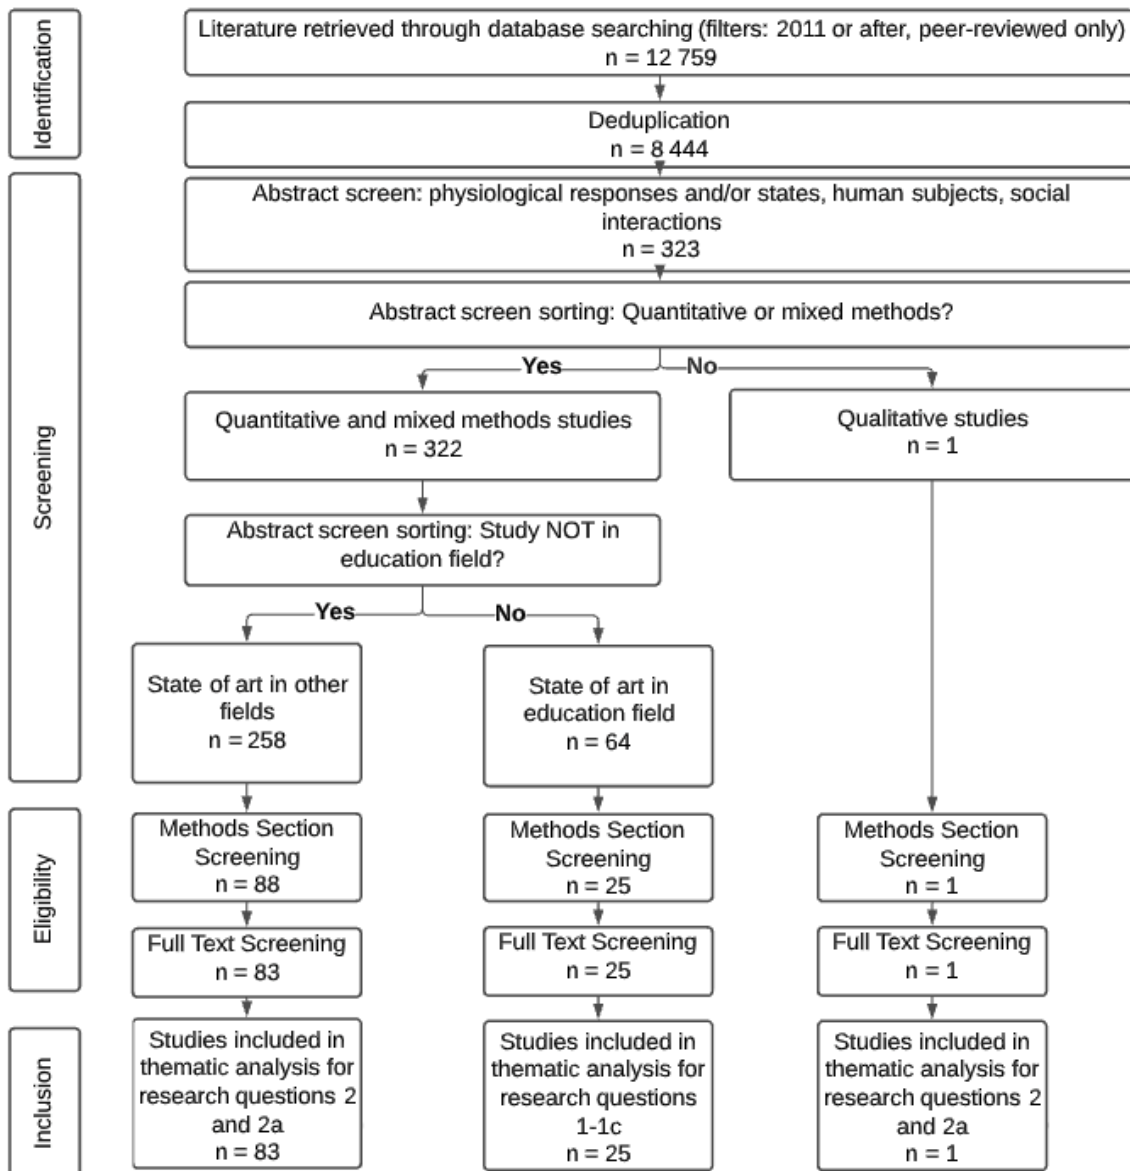 Identification
Literature retrieved through database searching (filters: 2011 or after, peer-reviewed only)
n = 12 759
Deduplication
n = 8 444
Screening
Abstract screen: physiological responses and/or states, human subjects, social
interactions
n = 323
Abstract screen sorting: Quantitative or mixed methods?
Yes
No
Quantitative and mixed methods studies
n = 322
Qualitative studies
n = 1
Abstract screen sorting: Study NOT in
education field?
Yes
No
State of art in other
fields
n = 258
State of art in
education field
n = 64
Eligibility
Methods Section
Screening
n = 88
Methods Section
Screening
n = 25
Methods Section
Screening
n = 1
Full Text Screening
n = 83
Full Text Screening
n = 25
Full Text Screening
n = 1
Inclusion
Studies included in
thematic analysis for
research questions 2
and 2a
n = 83
Studies included in
thematic analysis for
research questions
1-1c
n = 25
Studies included in
thematic analysis for
research questions 2
and 2a
n = 1